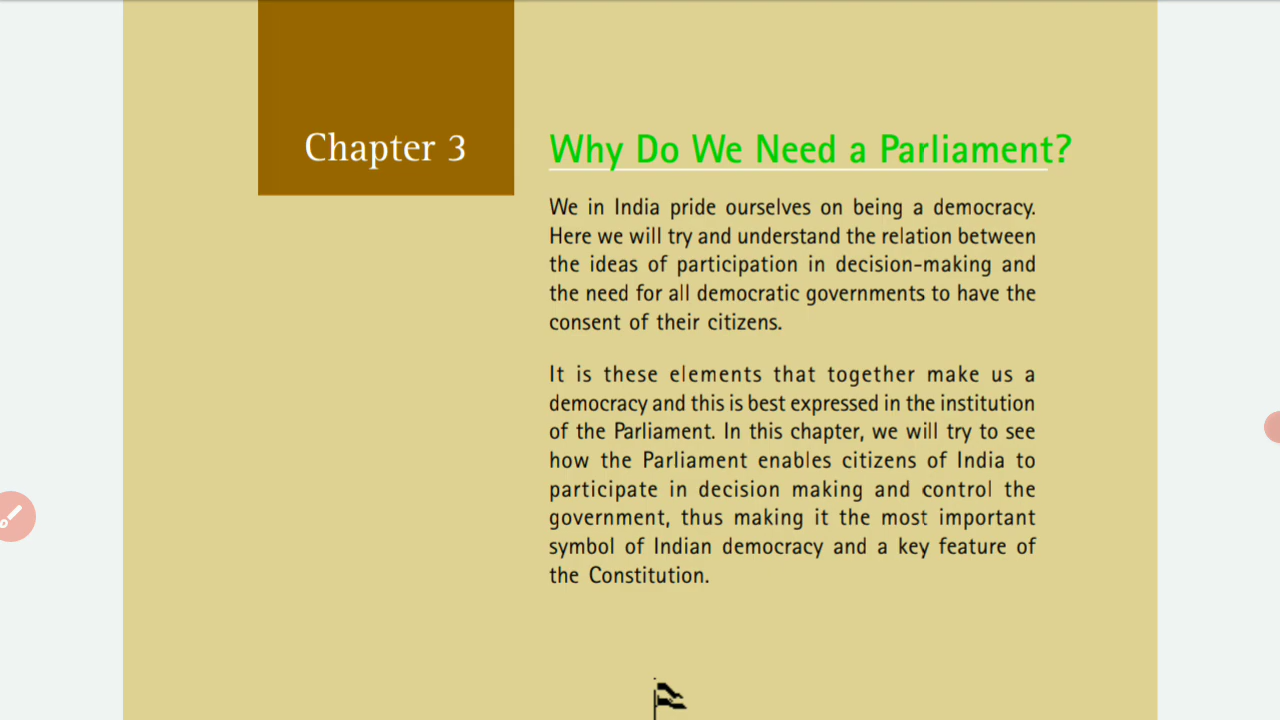 Chapter 3
Why Do We Need a Parliament?
We in India pride ourselves on being a democracy.
Here we will try and understand the relation between
the ideas of participation in decision-making and
the need for all democratic governments to have the
consent of their citizens.
It is these elements that together make us a
democracy and this is best expressed in the institution
of the Parliament. In this chapter, we will try to see
how the Parliament enables citizens of India to
participate in decision making and control the
government, thus making it the most important
symbol of Indian democracy and a key feature of
the Constitution.